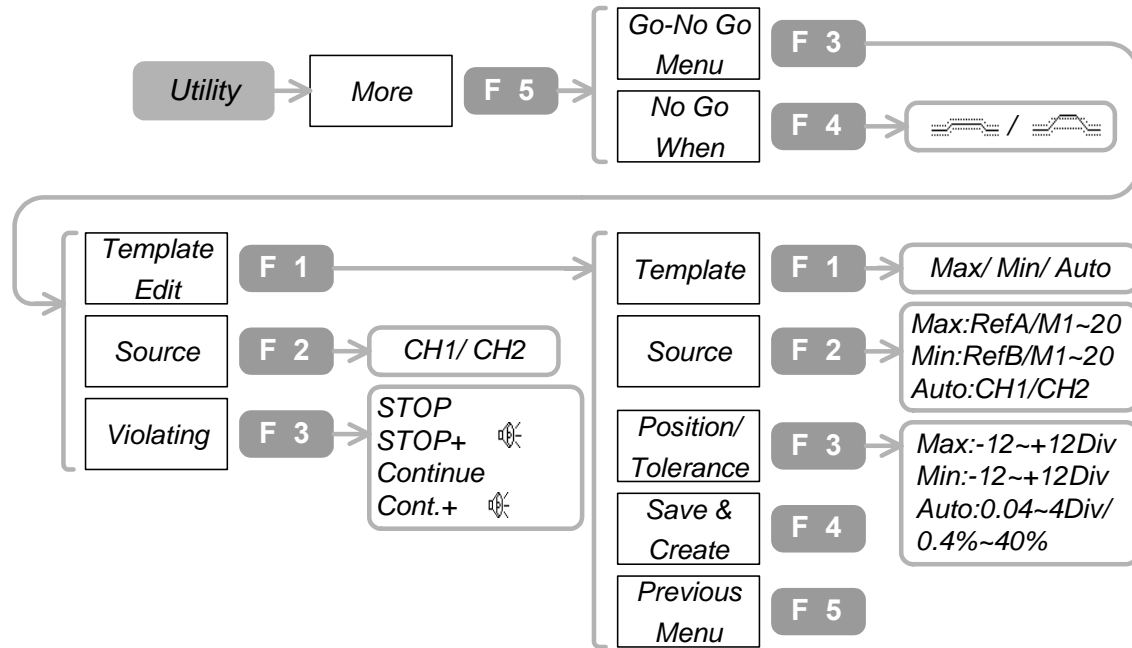 Utility
More
F 5
Go-No Go
Menu
F 3
No Go
When
F 4
/
Template
Edit
F 1
Source
F 2
CH1/ CH2
Violating
F 3
STOP
STOP+
Continue
Cont.+
Template
F 1
Max/ Min/ Auto
Source
F 2
Max:RefA/M1~20
Min:RefB/M1~20
Auto:CH1/CH2
Position/
Tolerance
F 3
Max:-12~+12Div
Min:-12~+12Div
Auto:0.04~4Div/
0.4%~40%
Save &
Create
F 4
Previous
Menu
F 5